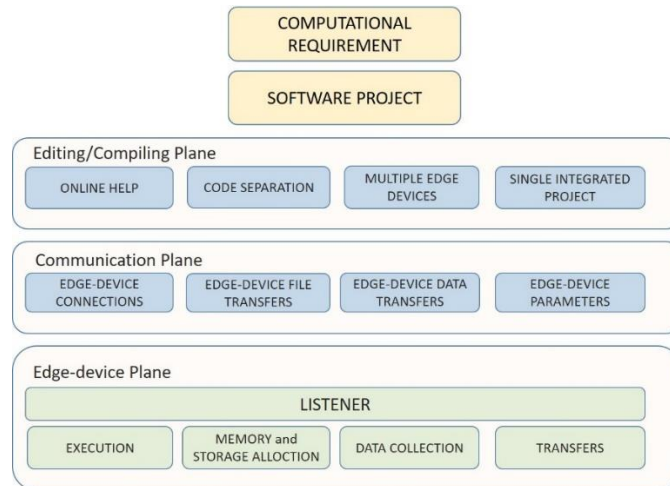 COMPUTATIONAL
REQUIREMENT
SOFTWARE PROJECT
Editing/Compiling Plane
ONLINE HELP
CODE SEPARATION
MULTIPLE EDGE
DEVICES
SINGLE INTEGRATED
PROJECT
Communication Plane
EDGE-DEVICE
CONNECTIONS
EDGE-DEVICE FILE
TRANSFERS
EDGE-DEVICE DATA
TRANSFERS
EDGE-DEVICE
PARAMETERS
Edge-device Plane
LISTENER
EXECUTION
MEMORY and
STORAGE ALLOCTION
DATA COLLECTION
TRANSFERS